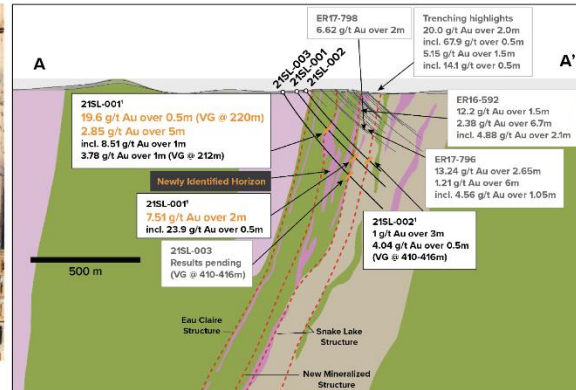 A
A'
21SL-003
21SL-001
21SL-002
ER17-798
6.62 g/t Au over 2m
Trenching highlights
20.0 g/t Au over 2.0m
incl. 67.9 g/t over 0.5m
5.15 g/t Au over 1.5m
incl. 14.1 g/t over 0.5m
21SL-001¹
19.6 g/t Au over 0.5m (VG @ 220m)
2.85 g/t Au over 5m
incl. 8.51 g/t Au over 1m
3.78 g/t Au over 1m (VG @ 212m)
ER16-592
12.2 g/t Au over 1.5m
2.38 g/t Au over 6.7m
incl. 4.88 g/t Au over 2.1m
Newly Identified Horizon
ER17-796
13.24 g/t Au over 2.65m
1.21 g/t Au over 6m
incl. 4.56 g/t Au over 1.05m
21SL-001¹
7.51 g/t Au over 2m
incl. 23.9 g/t Au over 0.5m
21SL-002¹
1 g/t Au over 3m
4.04 g/t Au over 0.5m
(VG @ 410-416m)
21SL-003
Results pending
(VG @ 410-416m)
500 m
Eau Claire
Structure
Snake Lake
Structure
New Mineralized
Structure